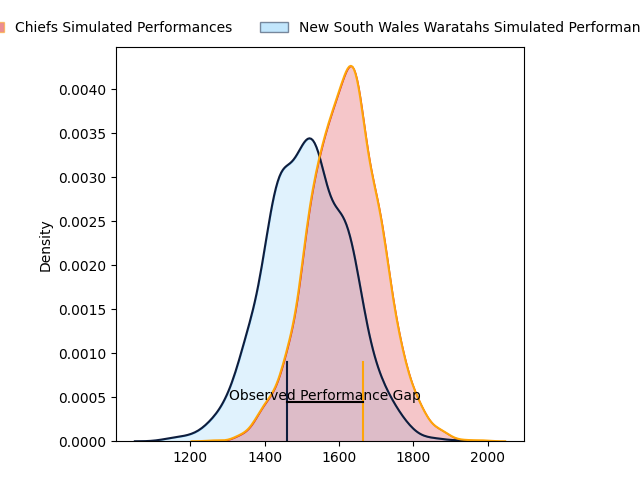 Chiefs Simulated Performances
New South Wales Waratahs Simulated Performan
0.0040
0.0035
0.0030
0.0025
0.0020
0.0015
0.0010
0.0005
0.0000
Density
Observed Performance Gap
1200 1400 1600 1800 2000